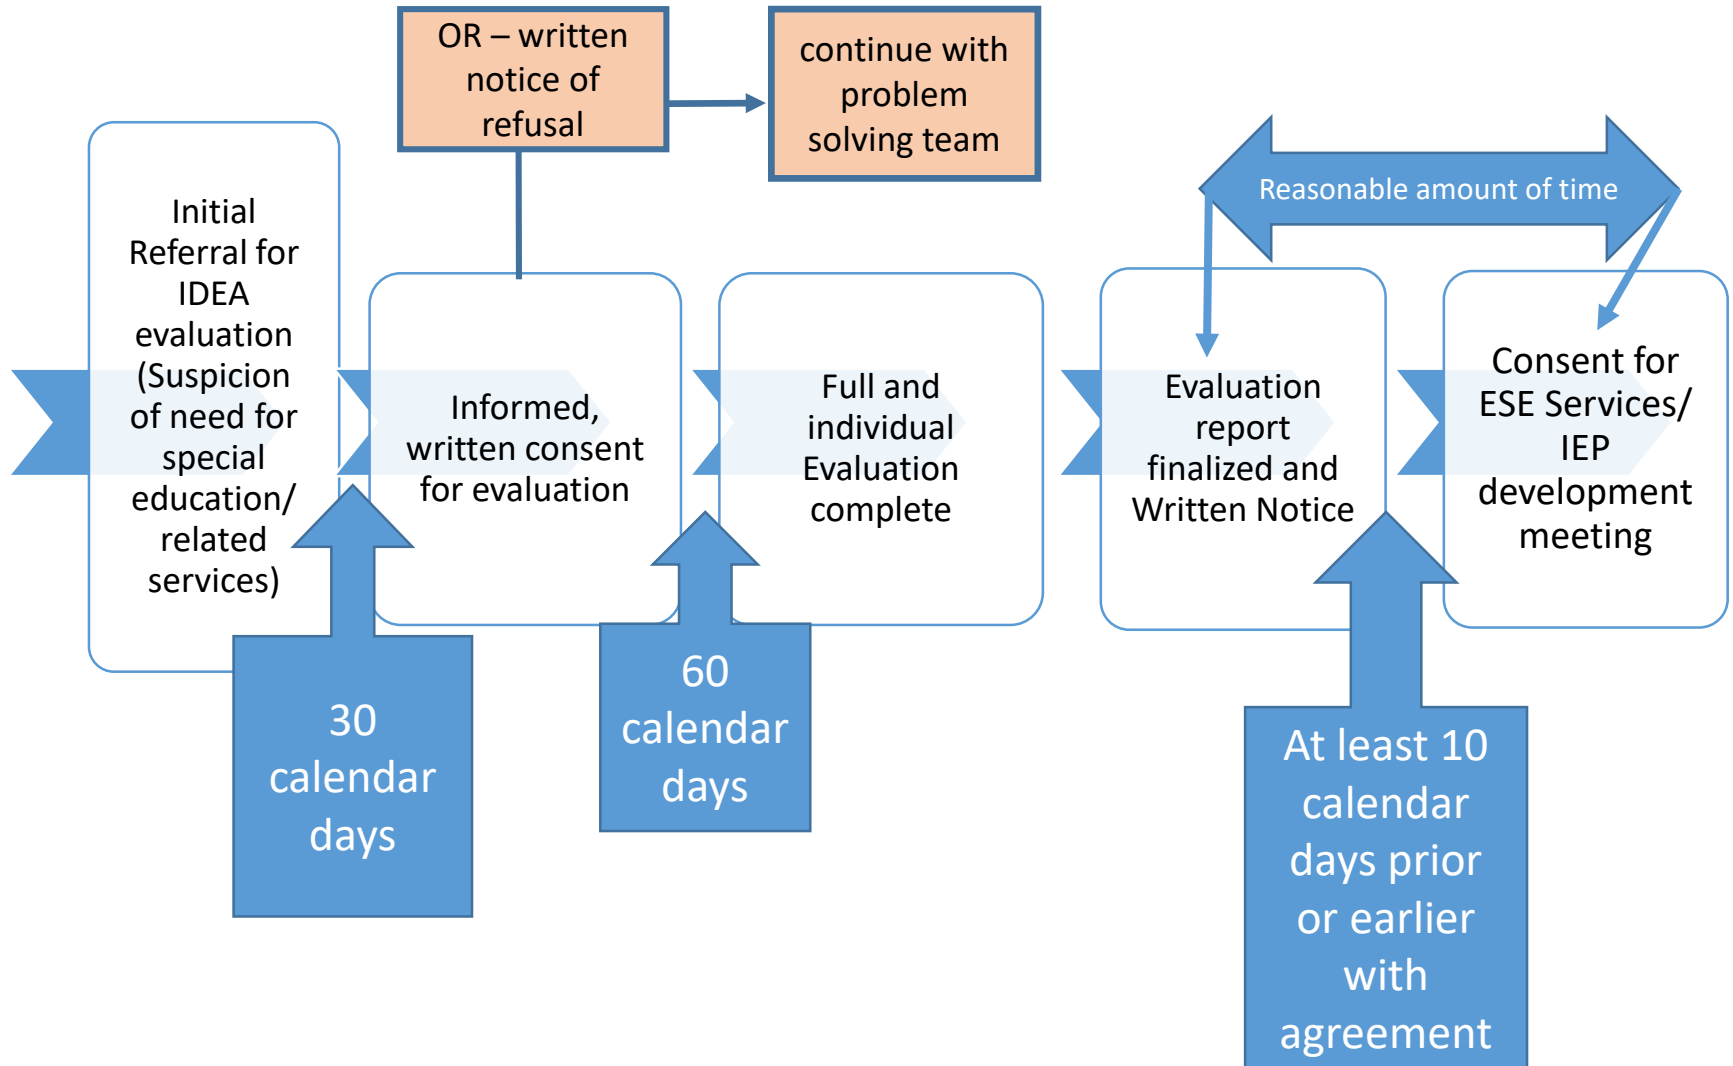 OR – written
notice of
refusal
continue with
problem
solving team
Reasonable amount of time
Initial
Referral for
IDEA
evaluation
(Suspicion
of need for
special
education/
related
services)
Informed,
written consent
for evaluation
Full and
individual
Evaluation
complete
Evaluation
report
finalized and
Written Notice
Consent for
ESE Services/
IEP
development
meeting
30
calendar
days
60
calendar
days
At least 10
calendar
days prior
or earlier
with
agreement